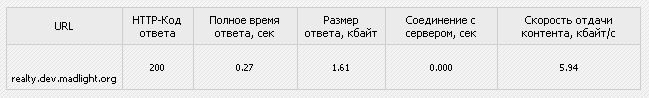 URL HTTP-Код ответа Полное время ответа, сек Размер ответа, кбайт Соединение с сервером, сек Скорость отдачи контента, кбайт/с
realty.dev.madlight.org 200 0.27 1.61 0.000 5.94